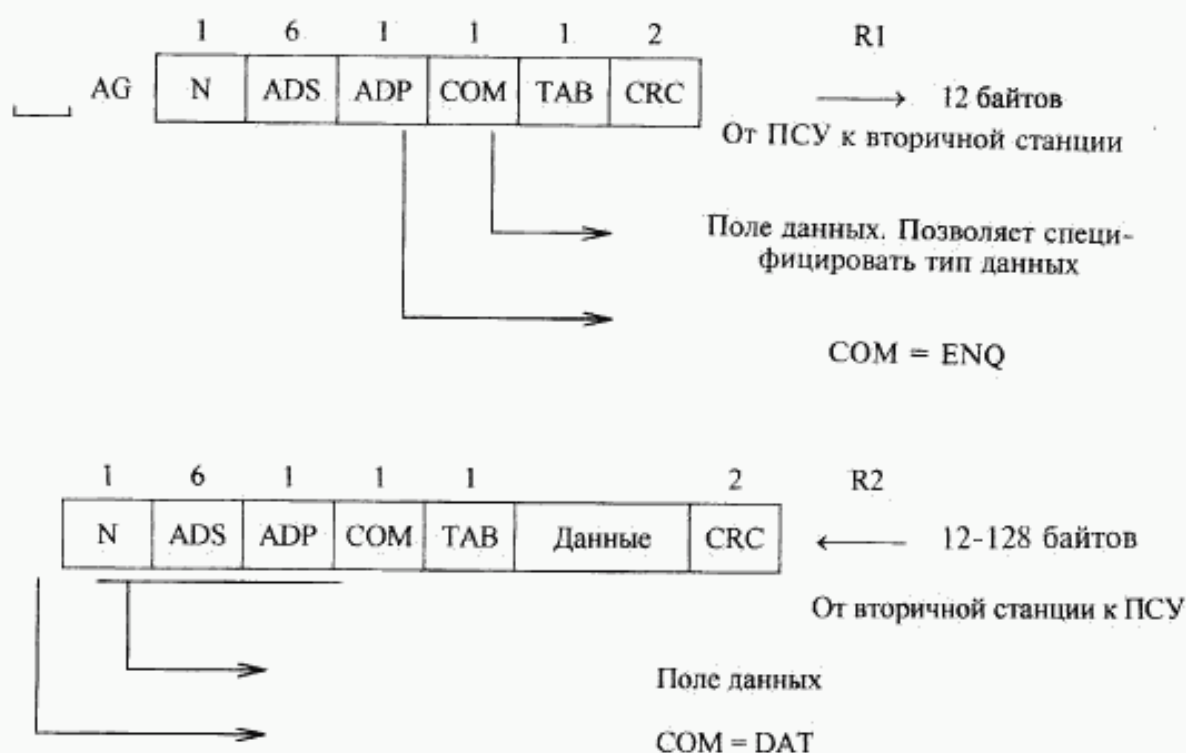 1 6 1 1 1 2 R1
AG N ADS ADP COM TAB CRC 12 байтов
От ПСУ к вторичной станции
Поле данных. Позволяет специ-
фицировать тип данных
COM = ENQ
1 6 1 1 1 2 R2
N ADS ADP COM TAB Данные CRC 12-128 байтов
От вторичной станции к ПСУ
Поле данных
COM = DAT